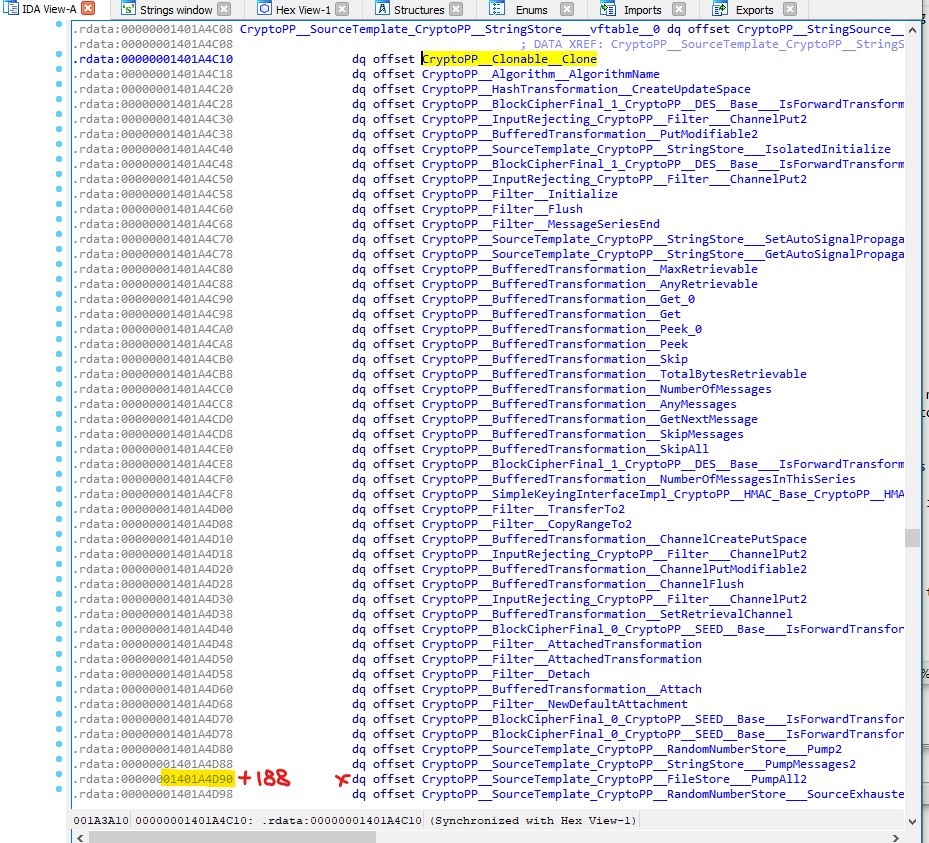 IDA View-A Strings window Hex View-1 Structures Enums Imports Exports
.rdata:00000001401A4C08 CryptoPP__SourceTemplate_CryptoPP__StringStore____vftable__0 dq offset CryptoPP__StringSource__
.rdata:00000001401A4C08 ; DATA XREF: CryptoPP__SourceTemplate_CryptoPP__StringS
.rdata:00000001401A4C10 dq offset CryptoPP__Clonable__Clone
.rdata:00000001401A4C18 dq offset CryptoPP__Algorithm__AlgorithmName
.rdata:00000001401A4C20 dq offset CryptoPP__HashTransformation__CreateUpdateSpace
.rdata:00000001401A4C28 dq offset CryptoPP__BlockCipherFinal_1_CryptoPP__DES__Base___IsForwardTransform
.rdata:00000001401A4C30 dq offset CryptoPP__InputRejecting_CryptoPP__Filter___ChannelPut2
.rdata:00000001401A4C38 dq offset CryptoPP__BufferedTransformation__PutModifiable2
.rdata:00000001401A4C40 dq offset CryptoPP__SourceTemplate_CryptoPP__StringStore___IsolatedInitialize
.rdata:00000001401A4C48 dq offset CryptoPP__BlockCipherFinal_1_CryptoPP__DES__Base___IsForwardTransform
.rdata:00000001401A4C50 dq offset CryptoPP__InputRejecting_CryptoPP__Filter___ChannelPut2
.rdata:00000001401A4C58 dq offset CryptoPP__Filter__Initialize
.rdata:00000001401A4C60 dq offset CryptoPP__Filter__Flush
.rdata:00000001401A4C68 dq offset CryptoPP__Filter__MessageSeriesEnd
.rdata:00000001401A4C70 dq offset CryptoPP__SourceTemplate_CryptoPP__StringStore___SetAutoSignalPropaga
.rdata:00000001401A4C78 dq offset CryptoPP__SourceTemplate_CryptoPP__StringStore___GetAutoSignalPropaga
.rdata:00000001401A4C80 dq offset CryptoPP__BufferedTransformation__MaxRetrievable
.rdata:00000001401A4C88 dq offset CryptoPP__BufferedTransformation__AnyRetrievable
.rdata:00000001401A4C90 dq offset CryptoPP__BufferedTransformation__Get_0
.rdata:00000001401A4C98 dq offset CryptoPP__BufferedTransformation__Get
.rdata:00000001401A4CA0 dq offset CryptoPP__BufferedTransformation__Peek_0
.rdata:00000001401A4CA8 dq offset CryptoPP__BufferedTransformation__Peek
.rdata:00000001401A4CB0 dq offset CryptoPP__BufferedTransformation__Skip
.rdata:00000001401A4CB8 dq offset CryptoPP__BufferedTransformation__TotalBytesRetrievable
.rdata:00000001401A4CC0 dq offset CryptoPP__BufferedTransformation__NumberOfMessages
.rdata:00000001401A4CC8 dq offset CryptoPP__BufferedTransformation__AnyMessages
.rdata:00000001401A4CD0 dq offset CryptoPP__BufferedTransformation__GetNextMessage
.rdata:00000001401A4CD8 dq offset CryptoPP__BufferedTransformation__SkipMessages
.rdata:00000001401A4CE0 dq offset CryptoPP__BufferedTransformation__SkipAll
.rdata:00000001401A4CE8 dq offset CryptoPP__BlockCipherFinal_1_CryptoPP__DES__Base___IsForwardTransform
.rdata:00000001401A4CF0 dq offset CryptoPP__BufferedTransformation__NumberOfMessagesInThisSeries
.rdata:00000001401A4CF8 dq offset CryptoPP__SimpleKeyingInterfaceImpl_CryptoPP__HMAC_Base_CryptoPP__HMA
.rdata:00000001401A4D00 dq offset CryptoPP__Filter__TransferTo2
.rdata:00000001401A4D08 dq offset CryptoPP__Filter__CopyRangeTo2
.rdata:00000001401A4D10 dq offset CryptoPP__BufferedTransformation__ChannelCreatePutSpace
.rdata:00000001401A4D18 dq offset CryptoPP__InputRejecting_CryptoPP__Filter___ChannelPut2
.rdata:00000001401A4D20 dq offset CryptoPP__BufferedTransformation__ChannelPutModifiable2
.rdata:00000001401A4D28 dq offset CryptoPP__BufferedTransformation__ChannelFlush
.rdata:00000001401A4D30 dq offset CryptoPP__InputRejecting_CryptoPP__Filter___ChannelPut2
.rdata:00000001401A4D38 dq offset CryptoPP__BufferedTransformation__SetRetrievalChannel
.rdata:00000001401A4D40 dq offset CryptoPP__BlockCipherFinal_0_CryptoPP__SEED__Base___IsForwardTransfor
.rdata:00000001401A4D48 dq offset CryptoPP__Filter__AttachedTransformation
.rdata:00000001401A4D50 dq offset CryptoPP__Filter__AttachedTransformation
.rdata:00000001401A4D58 dq offset CryptoPP__Filter__Detach
.rdata:00000001401A4D60 dq offset CryptoPP__BufferedTransformation__Attach
.rdata:00000001401A4D68 dq offset CryptoPP__Filter__NewDefaultAttachment
.rdata:00000001401A4D70 dq offset CryptoPP__BlockCipherFinal_0_CryptoPP__SEED__Base___IsForwardTransfor
.rdata:00000001401A4D78 dq offset CryptoPP__BlockCipherFinal_0_CryptoPP__SEED__Base___IsForwardTransfor
.rdata:00000001401A4D80 dq offset CryptoPP__SourceTemplate_CryptoPP__RandomNumberStore___Pump2
.rdata:00000001401A4D88 dq offset CryptoPP__SourceTemplate_CryptoPP__StringStore___PumpMessages2
.rdata:00000001401A4D90 +188 x dq offset CryptoPP__SourceTemplate_CryptoPP__FileStore___PumpAll2
.rdata:00000001401A4D98 dq offset CryptoPP__SourceTemplate_CryptoPP__RandomNumberStore___SourceExhauste
001A3A10 00000001401A4C10: .rdata:00000001401A4C10 (Synchronized with Hex View-1)